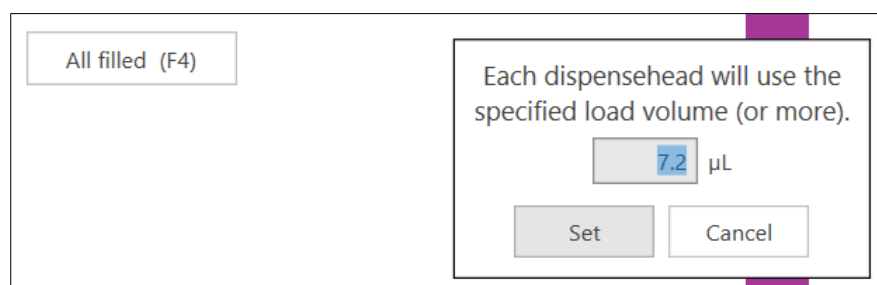 All filled  (F4)
Each dispensehead will use the
specified load volume (or more).
7.2 µL
Set Cancel